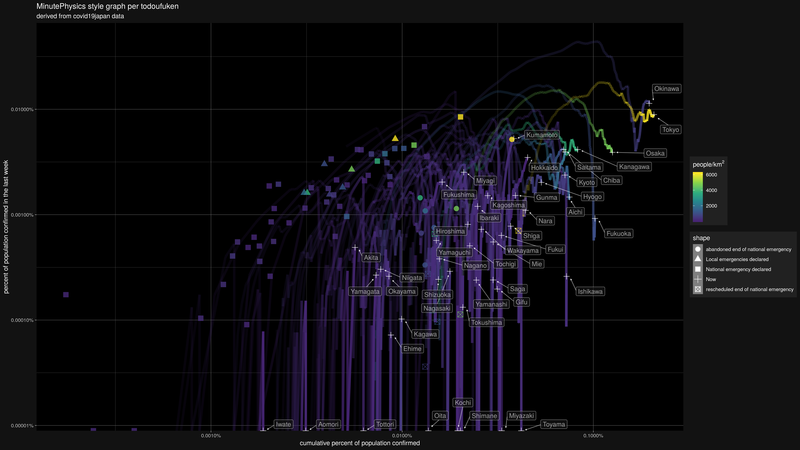 MinutePhysics style graph per todoufuken
derived from covid19japan data
percent of population confirmed in the last week
0.01000%
0.00100%
0.00010%
0.00001%
Okinawa
Tokyo
Kumamoto
Osaka
Kanagawa
Hokkaido
Saitama
Chiba
Miyagi
Kyoto
Fukushima
Gunma
Hyogo
Kagoshima
Aichi
Ibaraki
Nara
Fukuoka
Hiroshima
Shiga
Wakayama
Fukui
Yamaguchi
Akita
Nagano
Tochigi
Mie
Niigata
Yamagata
Okayama
Shizuoka
Saga
Ishikawa
Nagasaki
Yamanashi
Gifu
Tokushima
Kagawa
Ehime
Kochi
Oita
Shimane
Miyazaki
Iwate
Aomori
Tottori
Toyama
0.0010%
0.0100%
0.1000%
cumulative percent of population confirmed
people/km²
6000
4000
2000
shape
abandoned end of national emergency
Local emergencies declared
National emergency declared
Now
rescheduled end of national emergency